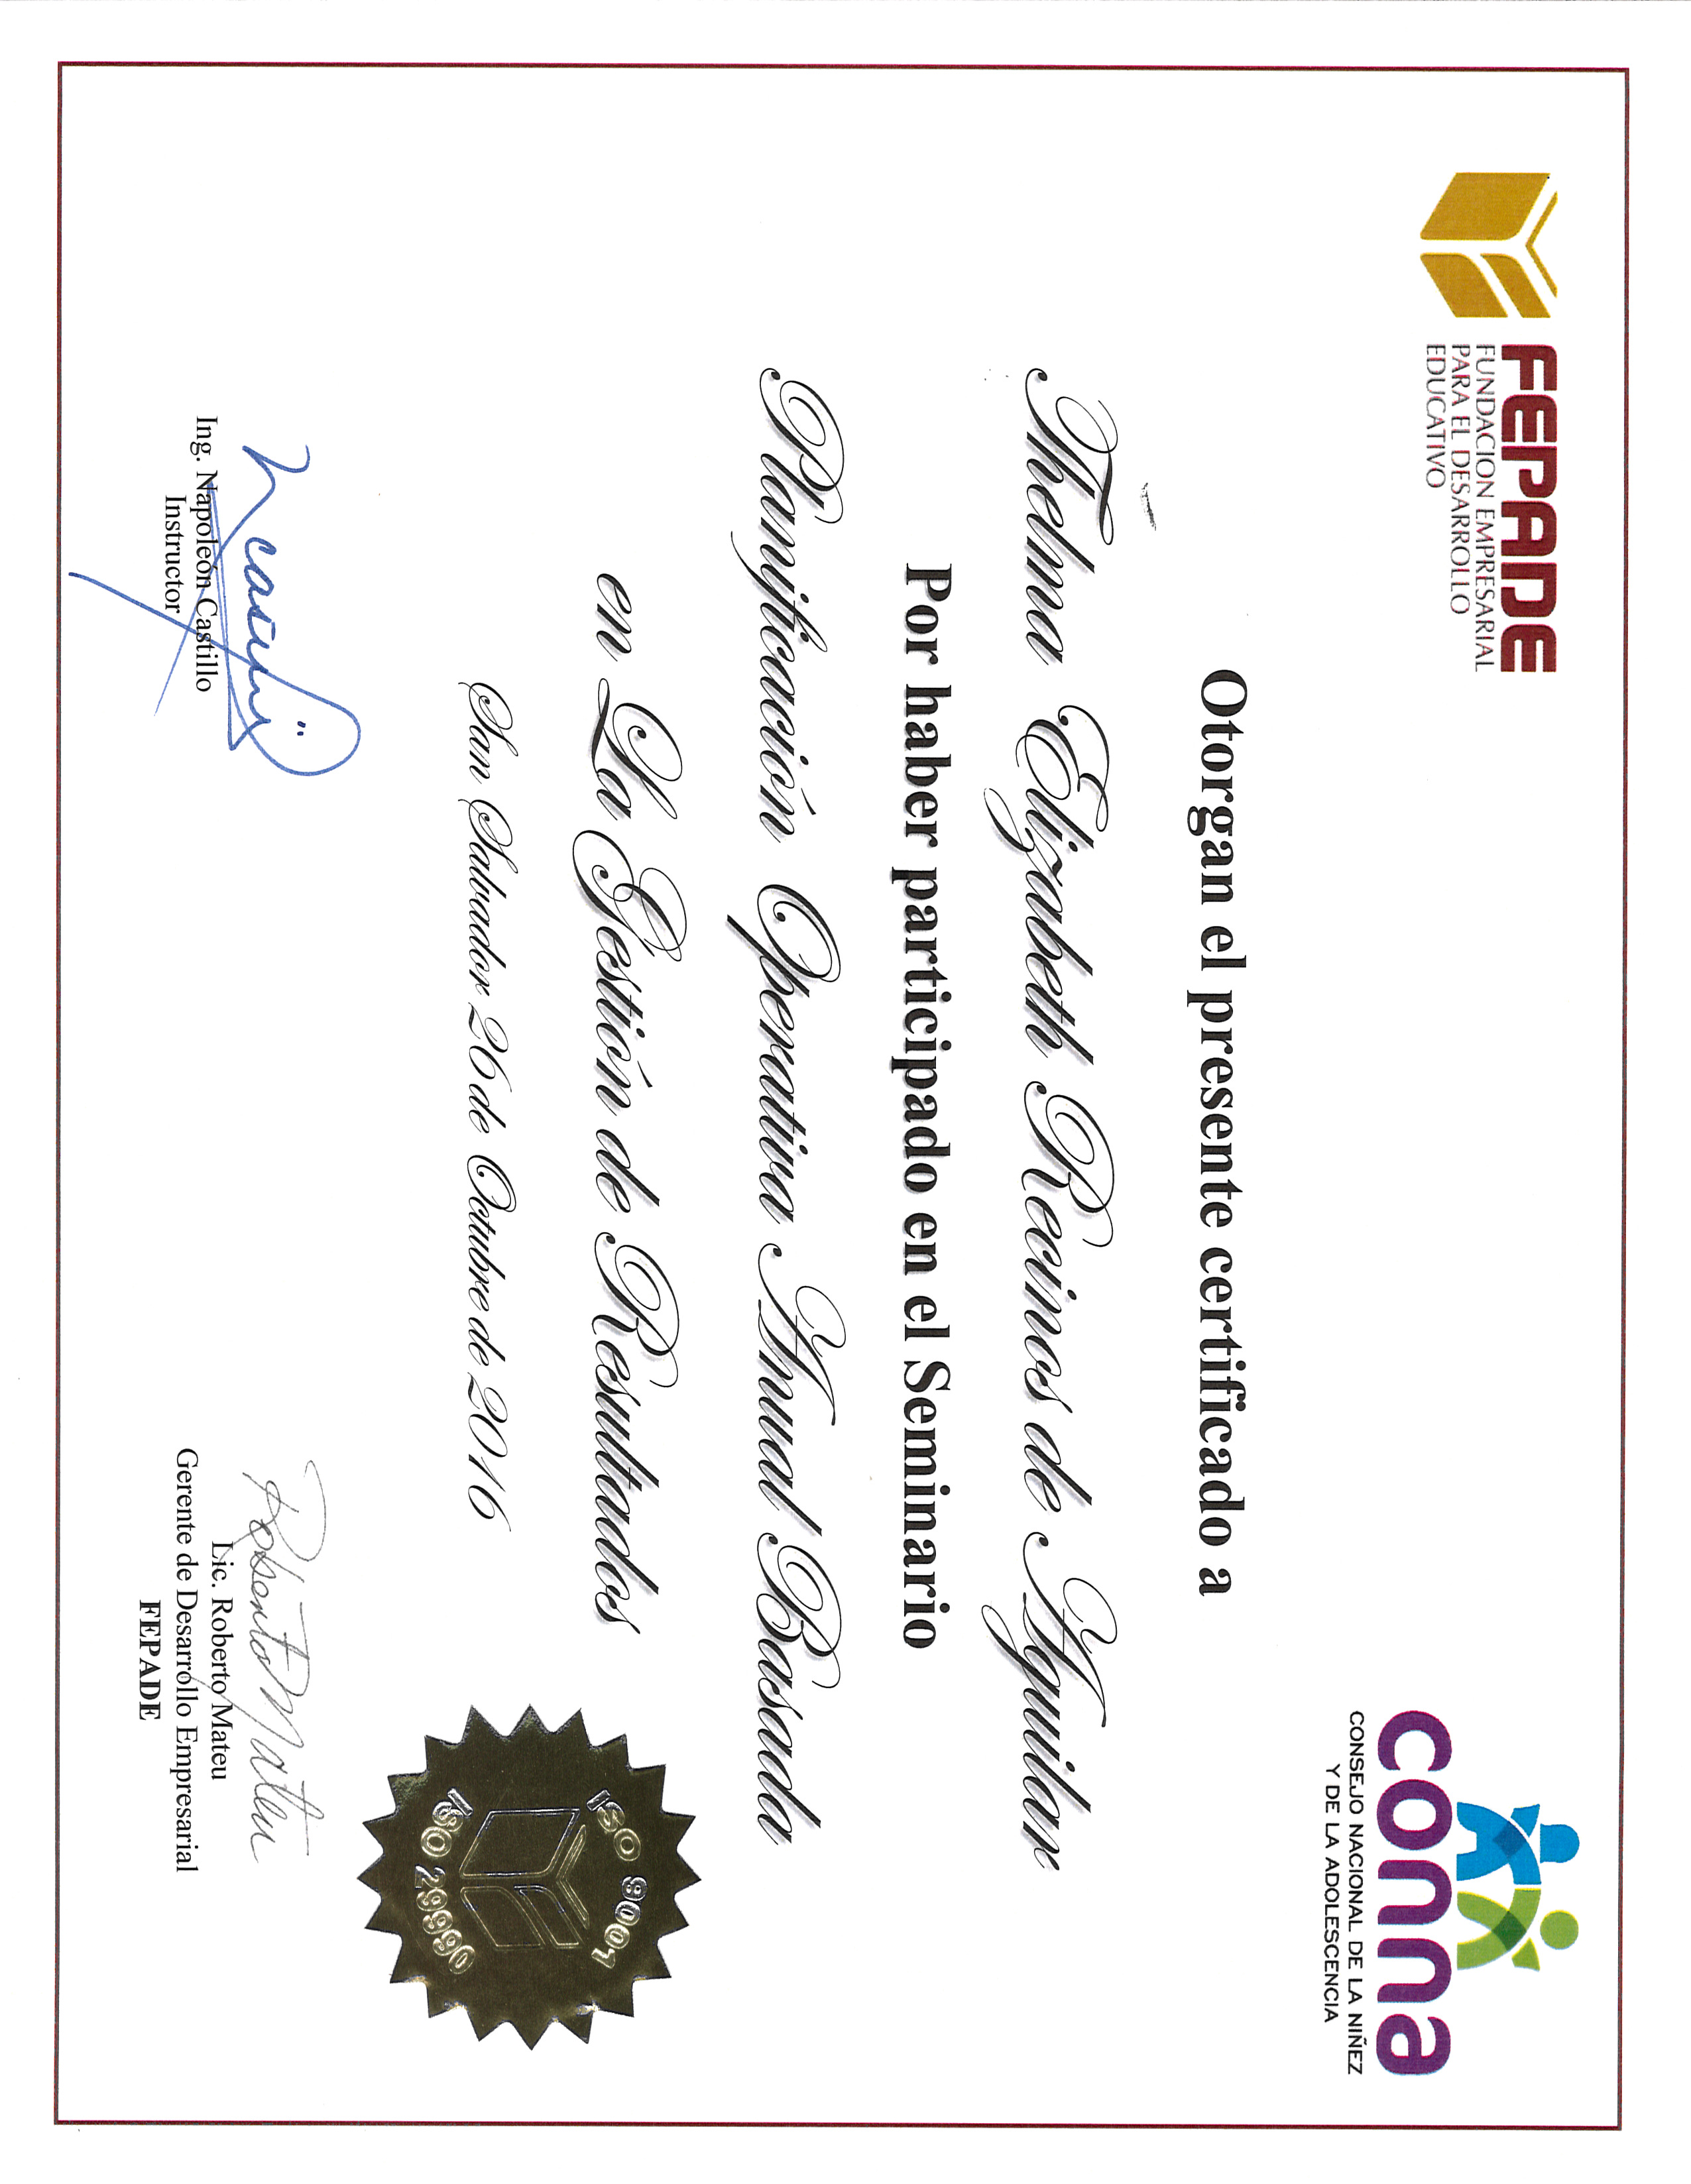 FEPADE
FUNDACION EMPRESARIAL
PARA EL DESARROLLO
EDUCATIVO
conna
CONSEJO NACIONAL DE LA NIÑEZ
Y DE LA ADOLESCENCIA
Otorgan el presente certificado a
Thelma Elizabeth Recinos de Aguilar
Por haber participado en el Seminario
Planificación Operativa Anual Basada
en La Gestión de Resultados
San Salvador 26 de Octubre de 2016
ISO 9001
ISO 29990
Ncastillo
Ing. Napoleón Castillo
Instructor
Roberto Mateu
Lic. Roberto Mateu
Gerente de Desarrollo Empresarial
FEPADE